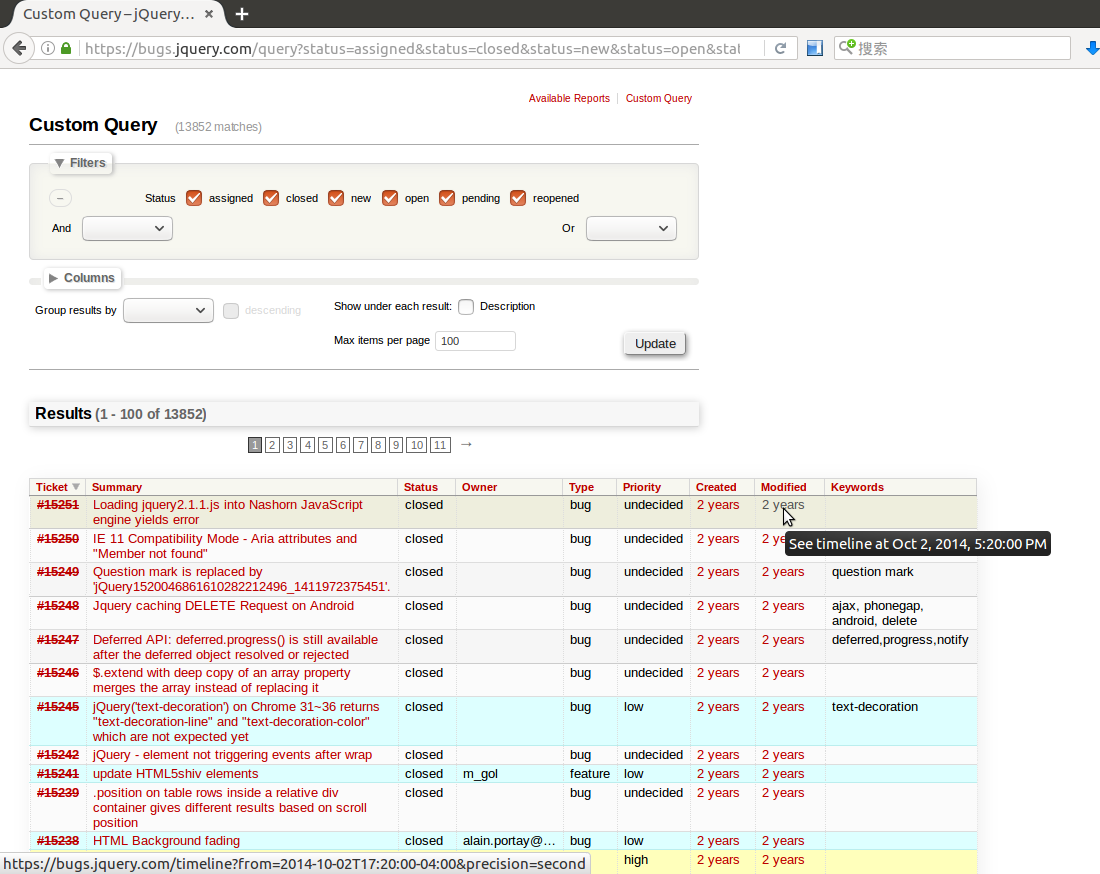 Custom Query – jQuery...
https://bugs.jquery.com/query?status=assigned&status=closed&status=new&status=open&stat
搜索
Available Reports
Custom Query
Custom Query (13852 matches)
Filters
Status assigned closed new open pending reopened
And Or
Columns
Group results by descending Show under each result: Description
Max items per page 100
Update
Results (1 - 100 of 13852)
1 2 3 4 5 6 7 8 9 10 11 →
Ticket Summary Status Owner Type Priority Created Modified Keywords
#15251 Loading jquery2.1.1.js into Nashorn JavaScript closed bug undecided 2 years 2 years
engine yields error
See timeline at Oct 2, 2014, 5:20:00 PM
#15250 IE 11 Compatibility Mode - Aria attributes and closed bug undecided 2 years 2
"Member not found"
#15249 Question mark is replaced by closed bug undecided 2 years 2 years question mark
'jQuery1520046861610282212496_1411972375451'.
#15248 Jquery caching DELETE Request on Android closed bug undecided 2 years 2 years ajax, phonegap,
android, delete
#15247 Deferred API: deferred.progress() is still available closed bug undecided 2 years 2 years deferred,progress,notify
after the deferred object resolved or rejected
#15246 $.extend with deep copy of an array property closed bug undecided 2 years 2 years
merges the array instead of replacing it
#15245 jQuery('text-decoration') on Chrome 31~36 returns closed bug low 2 years 2 years text-decoration
"text-decoration-line" and "text-decoration-color"
which are not expected yet
#15242 jQuery - element not triggering events after wrap closed bug undecided 2 years 2 years
#15241 update HTML5shiv elements closed m_gol feature low 2 years 2 years
#15239 .position on table rows inside a relative div closed bug undecided 2 years 2 years
container gives different results based on scroll
position
#15238 HTML Background fading closed alain.portay@... bug low 2 years 2 years
high 2 years 2 years
https://bugs.jquery.com/timeline?from=2014-10-02T17:20:00-04:00&precision=second